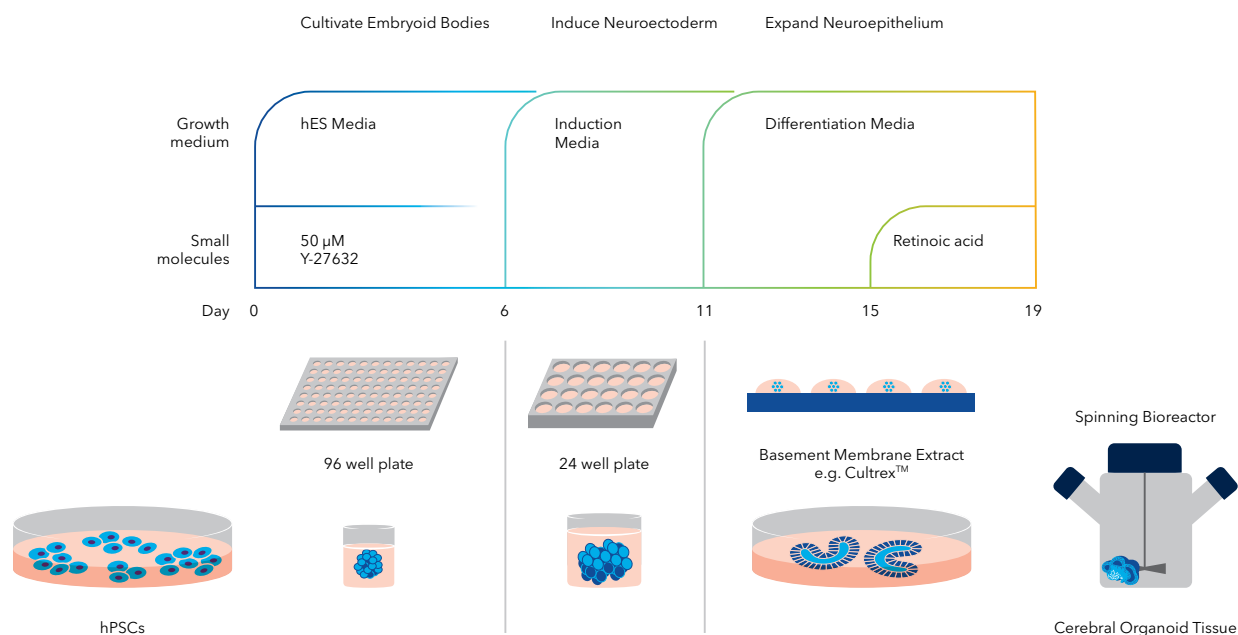 Cultivate Embryoid Bodies
Induce Neuroectoderm
Expand Neuroepithelium
Growth
medium
hES Media
Induction
Media
Differentiation Media
Small
molecules
50 µM
Y-27632
Retinoic acid
Day
0
6
11
15
19
96 well plate
24 well plate
Basement Membrane Extract
e.g. Cultrex™
Spinning Bioreactor
hPSCs
Cerebral Organoid Tissue